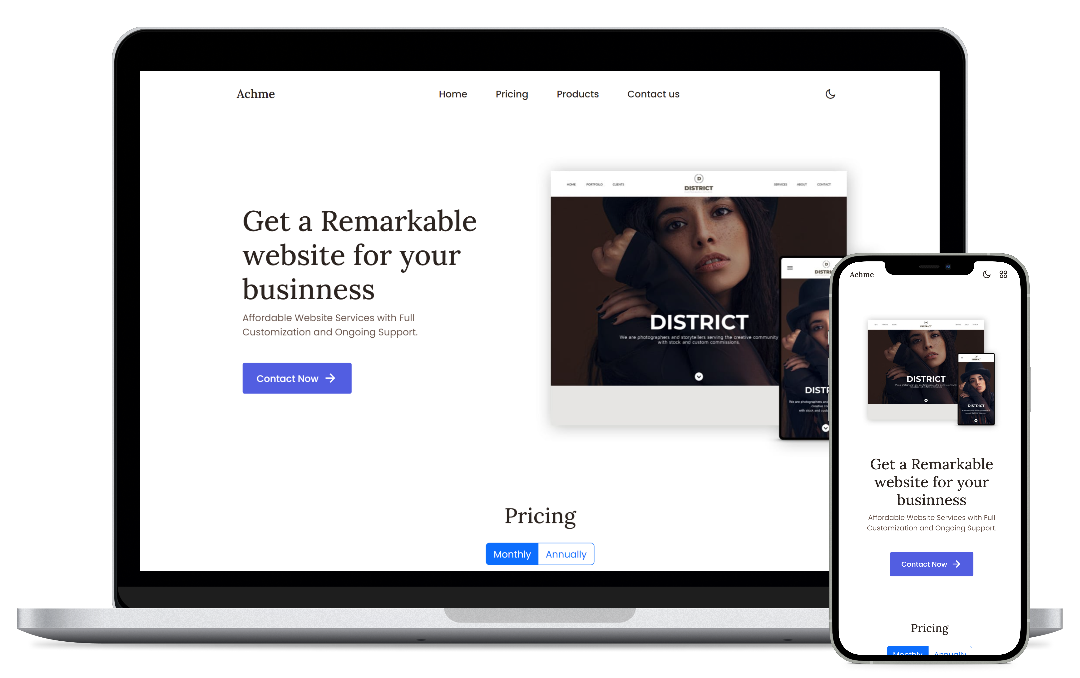 Achme
Home Pricing Products Contact us
Get a Remarkable
website for your
businness
Affordable Website Services with Full
Customization and Ongoing Support.
Contact Now
HOME PORTFOLIO CLIENTS
DISTRICT
SERVICES ABOUT CONTACT
DISTRICT
We are photographers and storytellers serving the creative community
with stock and custom commissions.
Pricing
Monthly Annually
Achme
DISTRICT
Get a Remarkable
website for your
businness
Affordable Website Services with Full
Customization and Ongoing Support.
Contact Now
Pricing
Monthly Annually